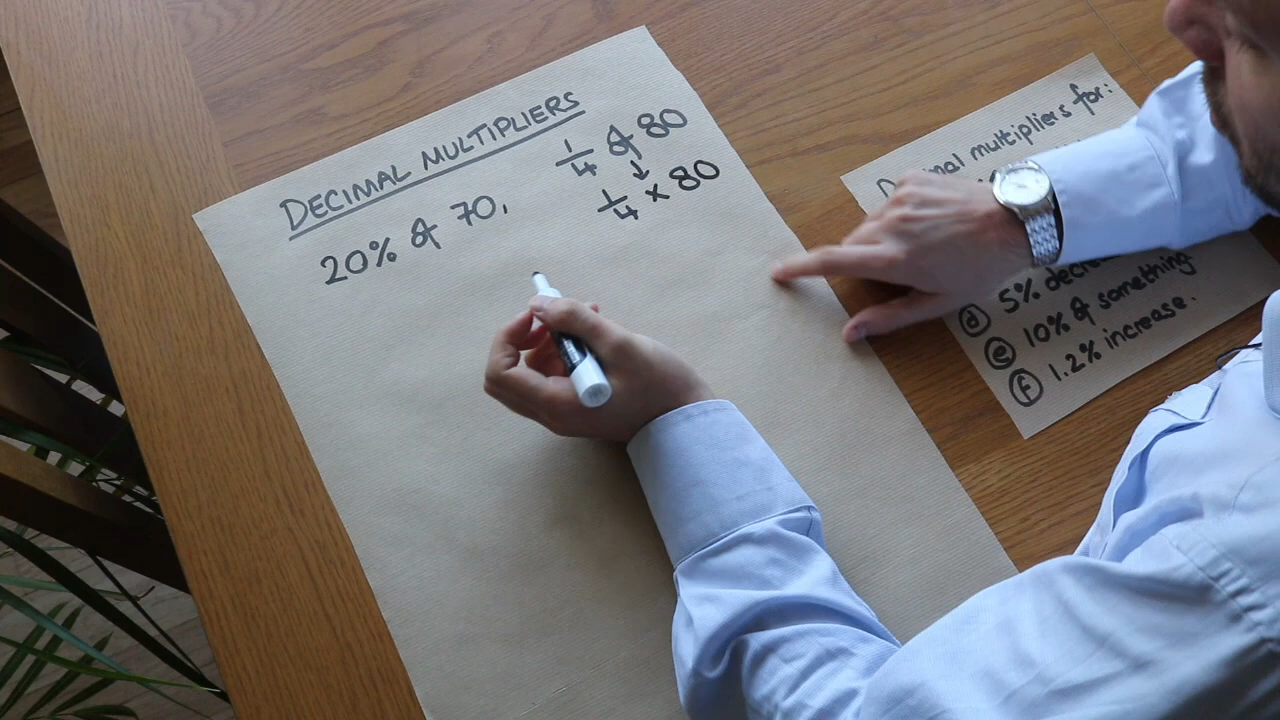 DECIMAL MULTIPLIERS
20% of 70.
1/4 of 80
1/4 × 80
Decimal multipliers for:
d 5%
e 10% of something
f 1.2% increase.